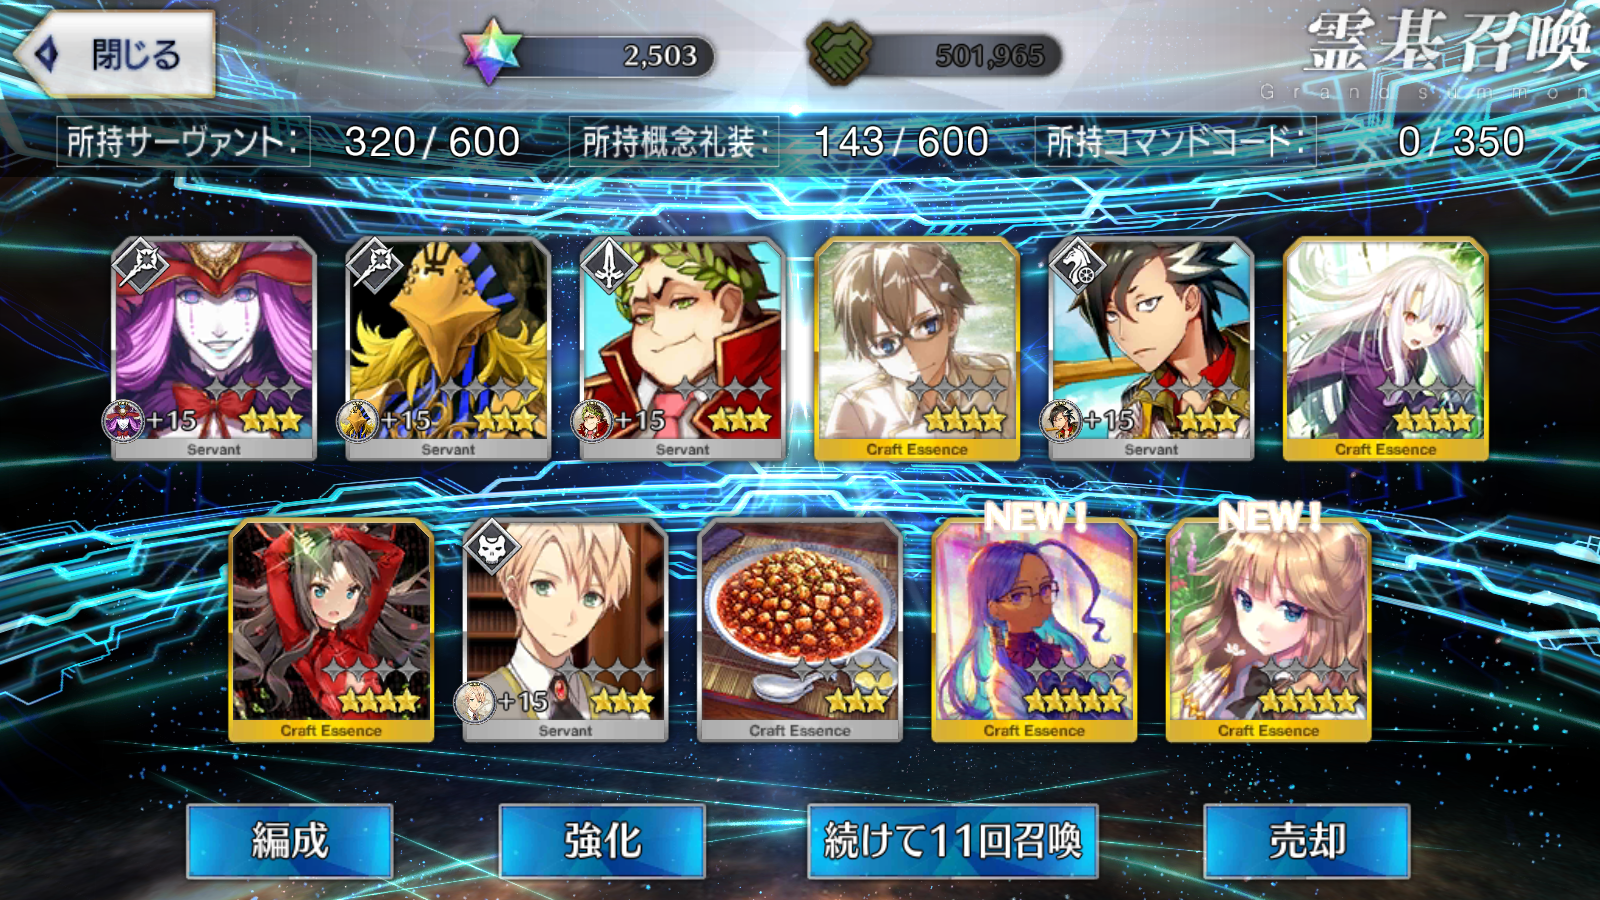 閉じる
2,503
501,965
霊基召喚
Grand summon
所持サーヴァント: 320 / 600
所持概念礼装: 143 / 600
所持コマンドコード: 0 / 350
+15
+15
+15
+15
Servant
Servant
Servant
Craft Essence
Servant
Craft Essence
NEW!
NEW!
+15
Craft Essence
Servant
Craft Essence
Craft Essence
Craft Essence
編成
強化
続けて11回召喚
売却